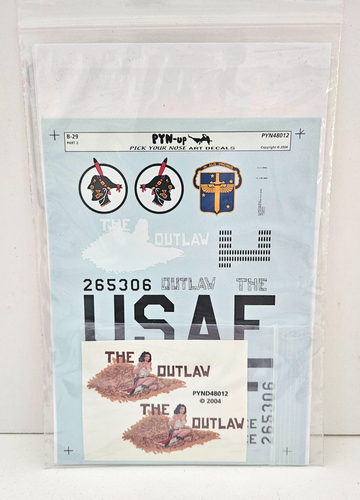 B-29
PART 2
PYN-up
PICK YOUR NOSE ART DECALS
PYN48012
Copyright © 2004
THE
OUTLAW
265306
OUTLAW
THE
USAF
THE
OUTLAW
PYND48012
© 2004
THE
OUTLAW
265306